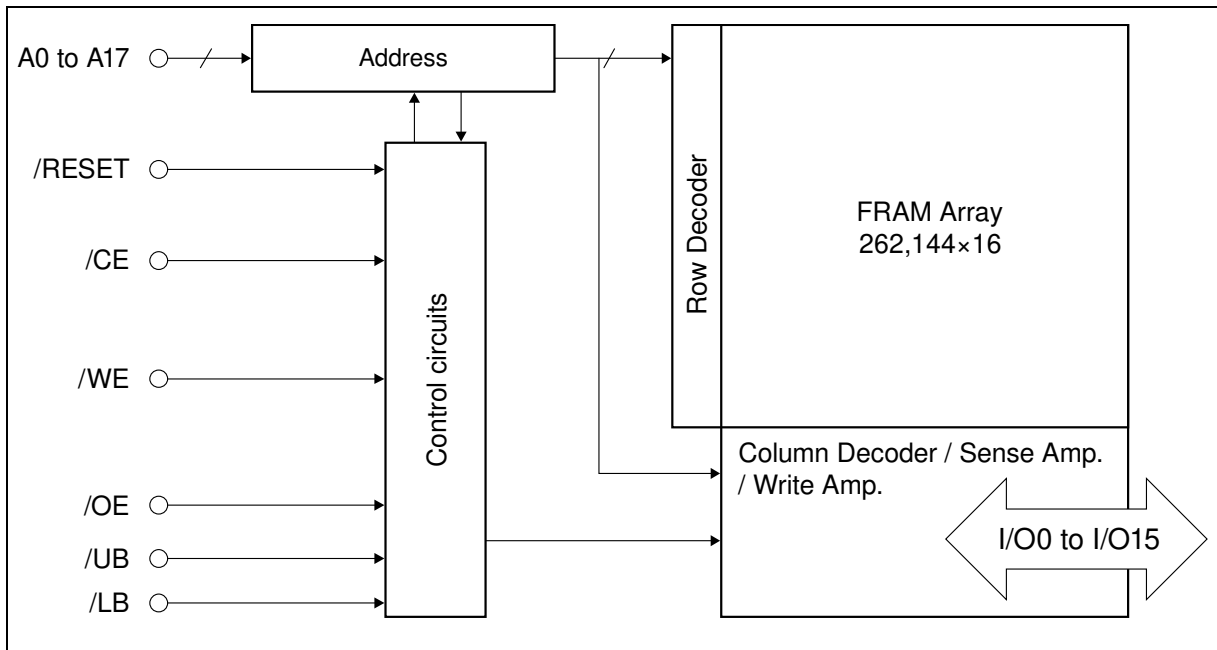 A0 to A17
Address
/RESET
/CE
/WE
/OE
/UB
/LB
Control circuits
Row Decoder
FRAM Array
262,144×16
Column Decoder / Sense Amp.
/ Write Amp.
I/O0 to I/O15